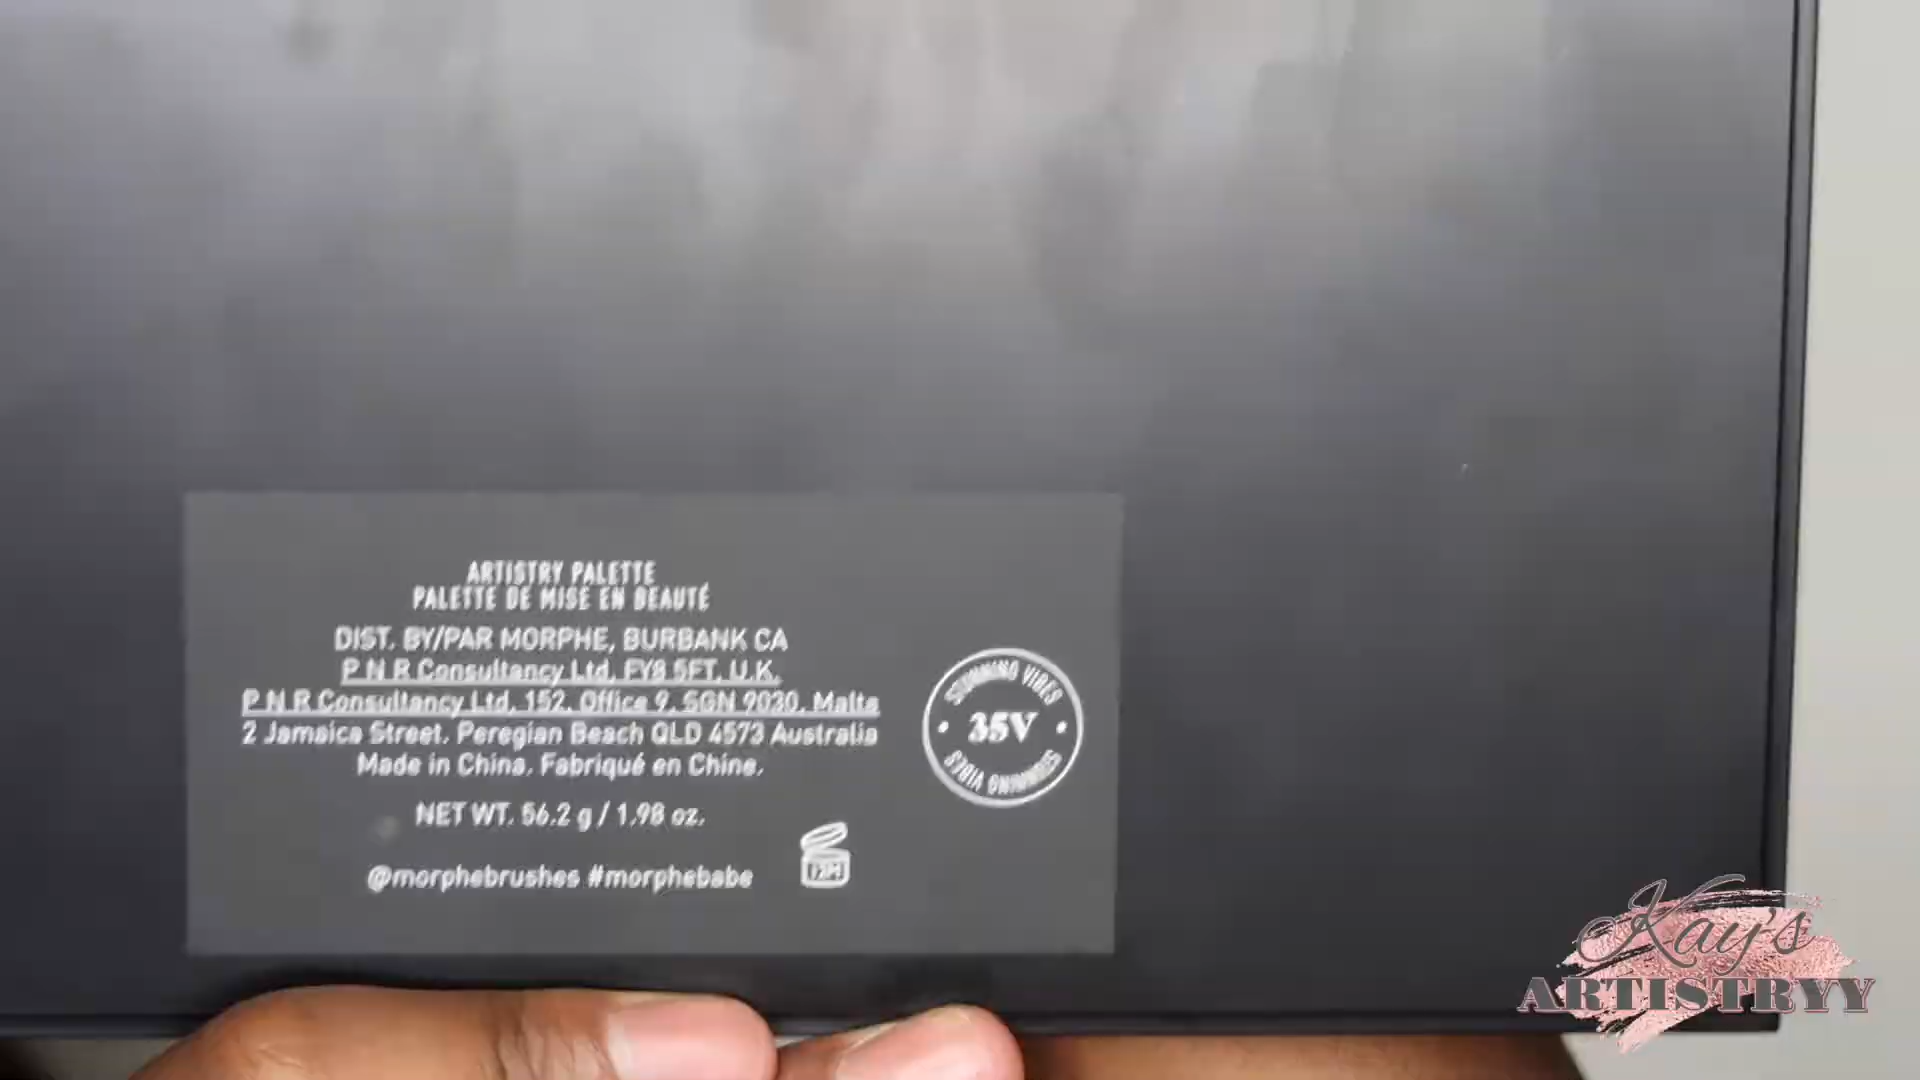 ARTISTRY PALETTE
PALETTE DE MISE EN BEAUTÉ
DIST. BY/PAR MORPHE, BURBANK CA
P N R Consultancy Ltd, FY8 5FT, U.K.
P N R Consultancy Ltd, 152, Office 9, SGN 9030, Malta
2 Jamaica Street, Peregian Beach QLD 4573 Australia
Made in China. Fabriqué en Chine.
NET WT. 56.2 g / 1.98 oz.
@morphebrushes #morphebabe
12M
STUNNING VIBES
35V
STUNNING VIBES
Kay's
ARTISTRYY